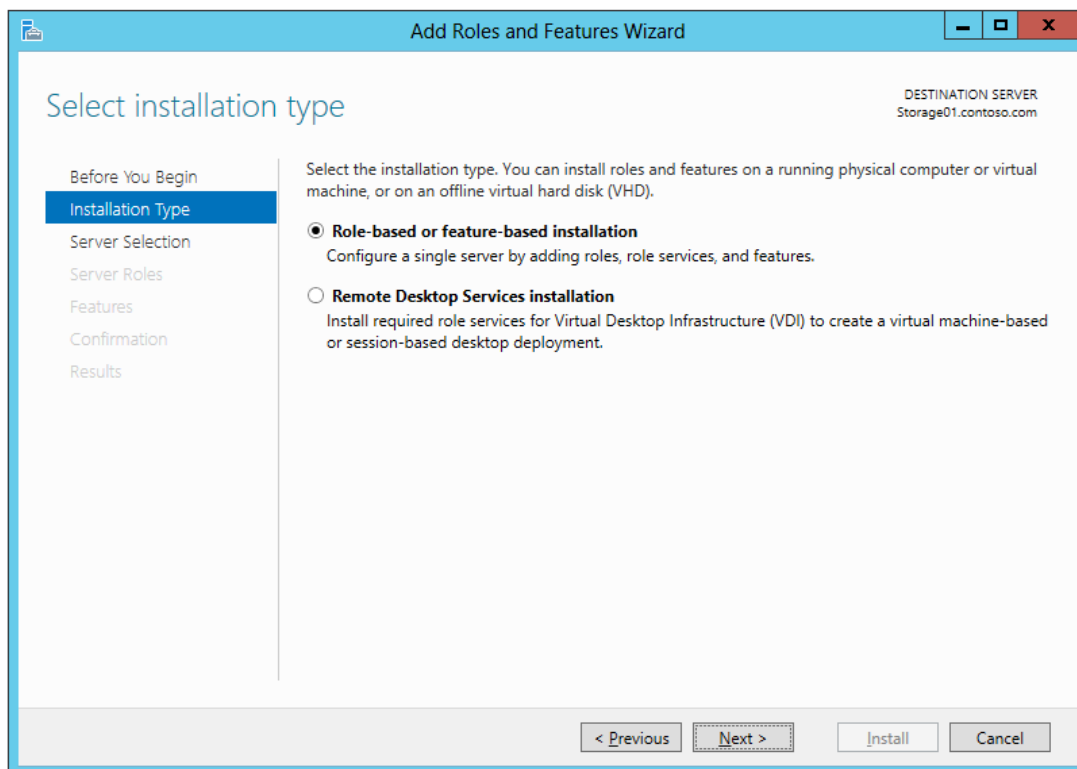 Add Roles and Features Wizard
Select installation type
DESTINATION SERVER
Storage01.contoso.com
Before You Begin
Installation Type
Server Selection
Server Roles
Features
Confirmation
Results
Select the installation type. You can install roles and features on a running physical computer or virtual
machine, or on an offline virtual hard disk (VHD).
Role-based or feature-based installation
Configure a single server by adding roles, role services, and features.
Remote Desktop Services installation
Install required role services for Virtual Desktop Infrastructure (VDI) to create a virtual machine-based
or session-based desktop deployment.
< Previous
Next >
Install
Cancel